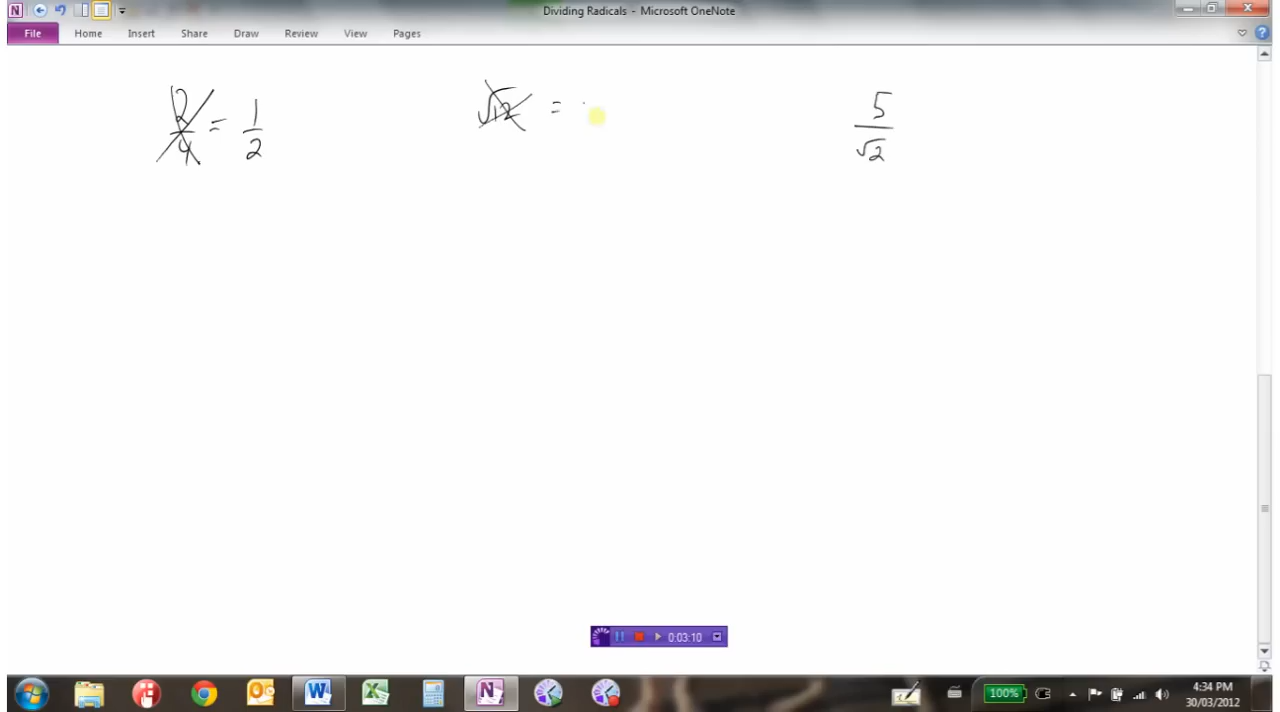 Dividing Radicals - Microsoft OneNote
File Home Insert Share Draw Review View Pages
2/4 = 1/2
√12 =
5/√2
0:03:10
100%
4:34 PM
30/03/2012